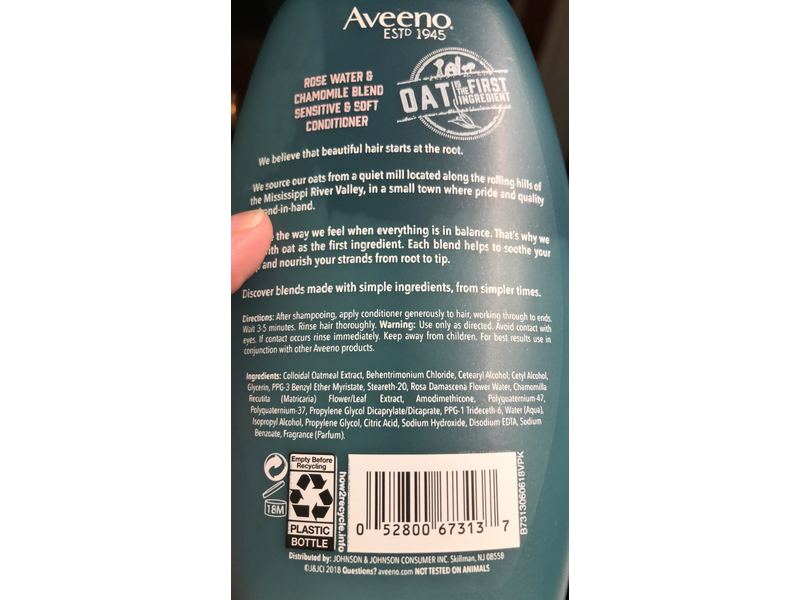 Aveeno®
ESTD 1945
ROSE WATER &
CHAMOMILE BLEND
SENSITIVE & SOFT
CONDITIONER
OAT IS THE FIRST
INGREDIENT
We believe that beautiful hair starts at the root.
We source our oats from a quiet mill located along the rolling hills of
the Mississippi River Valley, in a small town where pride and quality
hand-in-hand.
the way we feel when everything is in balance. That's why we
with oat as the first ingredient. Each blend helps to soothe your
and nourish your strands from root to tip.
Discover blends made with simple ingredients, from simpler times.
Directions: After shampooing, apply conditioner generously to hair, working through to ends.
Wait 3-5 minutes. Rinse hair thoroughly. Warning: Use only as directed. Avoid contact with
eyes. If contact occurs rinse immediately. Keep away from children. For best results use in
conjunction with other Aveeno products.
Ingredients: Colloidal Oatmeal Extract, Behentrimonium Chloride, Cetearyl Alcohol, Cetyl Alcohol,
Glycerin, PPG-3 Benzyl Ether Myristate, Steareth-20, Rosa Damascena Flower Water, Chamomilla
Recutita (Matricaria) Flower/Leaf Extract, Amodimethicone, Polyquaternium-47,
Polyquaternium-37, Propylene Glycol Dicaprylate/Dicaprate, PPG-1 Trideceth-6, Water (Aqua),
Isopropyl Alcohol, Propylene Glycol, Citric Acid, Sodium Hydroxide, Disodium EDTA, Sodium
Benzoate, Fragrance (Parfum).
18M
Empty Before
Recycling
PLASTIC
BOTTLE
how2recycle.info
0 52800 67313 7
B7313060618VPK
Distributed by: JOHNSON & JOHNSON CONSUMER INC. Skillman, NJ 08558
©J&JCI 2018 Questions? aveeno.com NOT TESTED ON ANIMALS